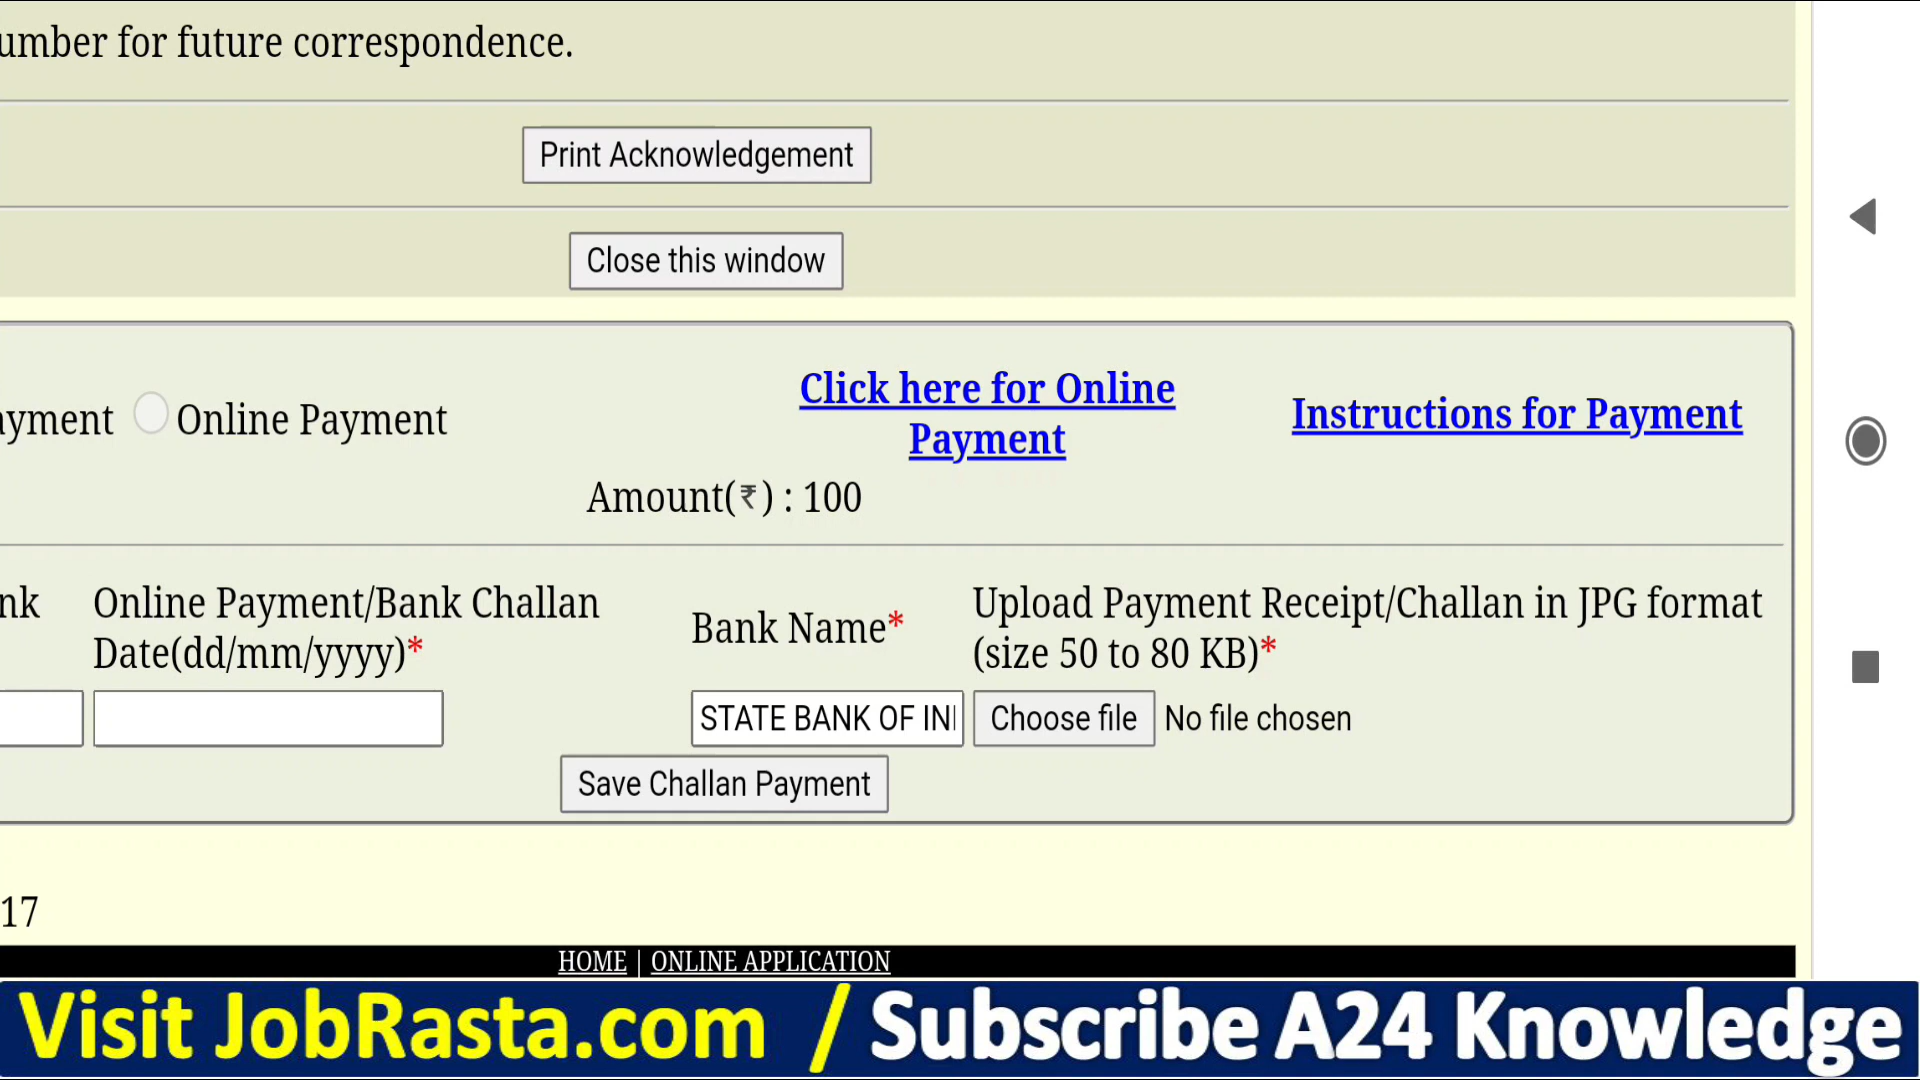 umber for future correspondence.
Print Acknowledgement
Close this window
ayment Online Payment
Click here for Online
Payment
Instructions for Payment
Amount(₹) : 100
nk
Online Payment/Bank Challan
Date(dd/mm/yyyy)*
Bank Name*
Upload Payment Receipt/Challan in JPG format
(size 50 to 80 KB)*
STATE BANK OF IN
Choose file No file chosen
Save Challan Payment
17
HOME | ONLINE APPLICATION
Visit JobRasta.com / Subscribe A24 Knowledge